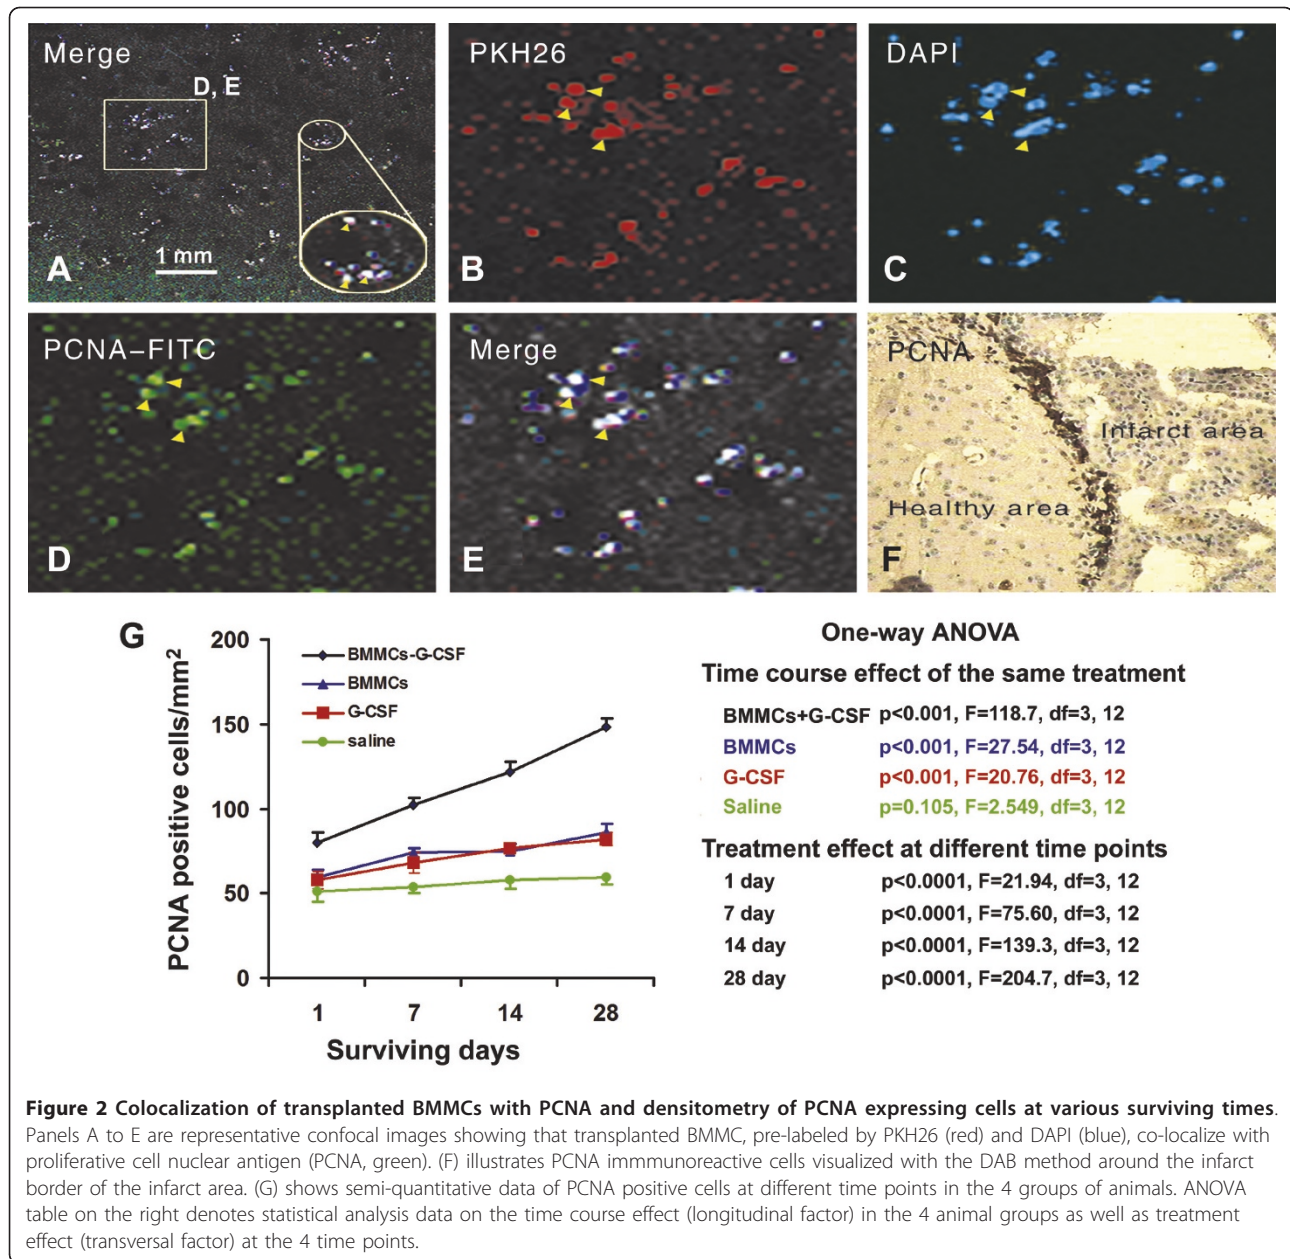 Merge
D, E
1 mm
A
PKH26
B
DAPI
C
PCNA-FITC
D
Merge
E
PCNA
Infarct area
Healthy area
F
G
PCNA positive cells/mm2
200
150
100
50
0
BMMCs-G-CSF
BMMCs
G-CSF
saline
1 7 14 28
Surviving days
One-way ANOVA
Time course effect of the same treatment
BMMCs+G-CSF p<0.001, F=118.7, df=3, 12
BMMCs p<0.001, F=27.54, df=3, 12
G-CSF p<0.001, F=20.76, df=3, 12
Saline p=0.105, F=2.549, df=3, 12
Treatment effect at different time points
1 day p<0.0001, F=21.94, df=3, 12
7 day p<0.0001, F=75.60, df=3, 12
14 day p<0.0001, F=139.3, df=3, 12
28 day p<0.0001, F=204.7, df=3, 12
Figure 2 Colocalization of transplanted BMMCs with PCNA and densitometry of PCNA expressing cells at various surviving times.
Panels A to E are representative confocal images showing that transplanted BMMC, pre-labeled by PKH26 (red) and DAPI (blue), co-localize with
proliferative cell nuclear antigen (PCNA, green). (F) illustrates PCNA immmunoreactive cells visualized with the DAB method around the infarct
border of the infarct area. (G) shows semi-quantitative data of PCNA positive cells at different time points in the 4 groups of animals. ANOVA
table on the right denotes statistical analysis data on the time course effect (longitudinal factor) in the 4 animal groups as well as treatment
effect (transversal factor) at the 4 time points.